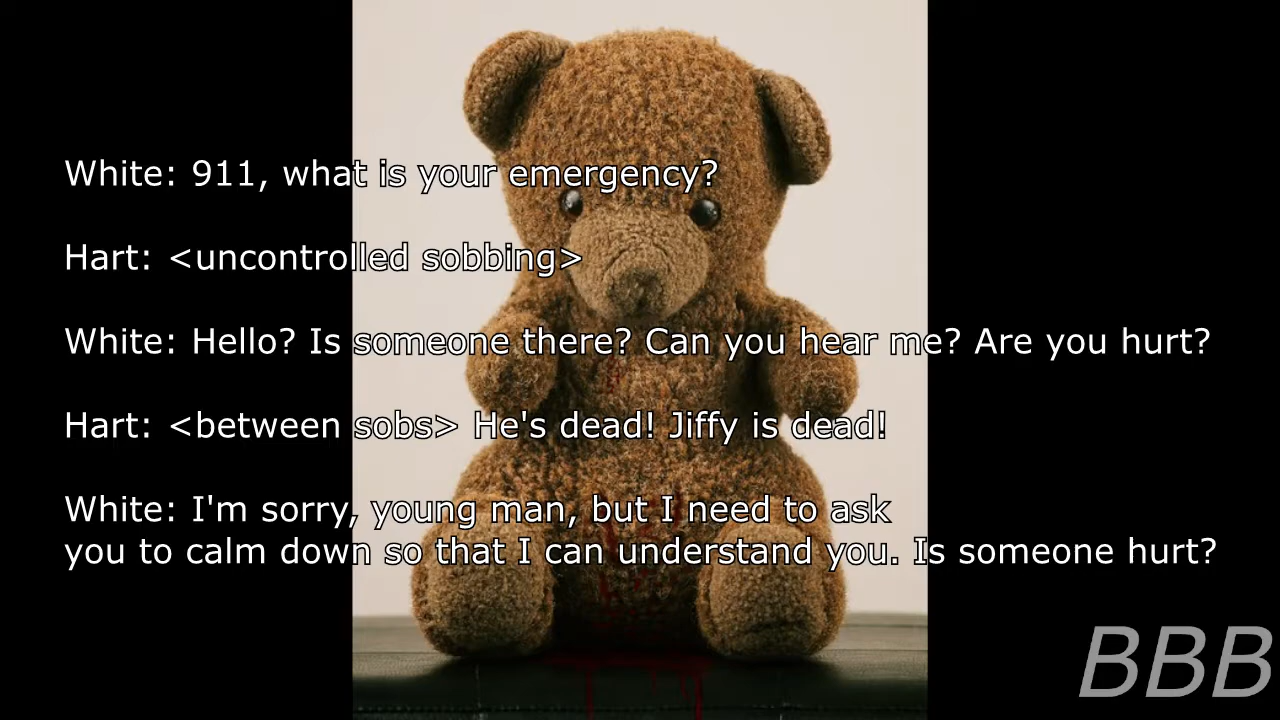 White: 911, what is your emergency?
Hart: <uncontrolled sobbing>
White: Hello? Is someone there? Can you hear me? Are you hurt?
Hart: <between sobs> He's dead! Jiffy is dead!
White: I'm sorry, young man, but I need to ask
you to calm down so that I can understand you. Is someone hurt?
BBB